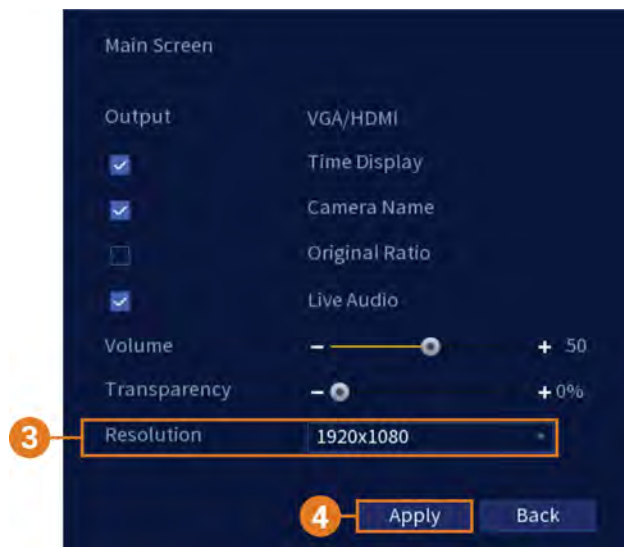 Main Screen
Output VGA/HDMI
Time Display
Camera Name
Original Ratio
Live Audio
Volume - + 50
Transparency - + 0%
3 Resolution 1920x1080
4 Apply Back